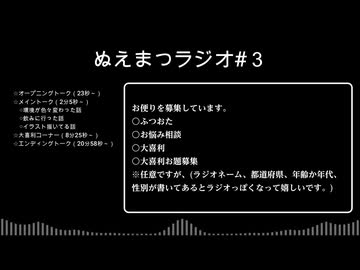 ぬえまつラジオ#3
☆オープニングトーク(23秒~)
☆メイントーク(2分5秒~)
→環境が色々変わった話
→飲みに行った話
→イラスト描いてる話
☆大喜利コーナー(8分25秒~)
☆エンディングトーク(20分58秒~)
お便りを募集しています。
○ふつおた
○お悩み相談
○大喜利
○大喜利お題募集
※任意ですが、(ラジオネーム、都道府県、年齢か年代、
性別が書いてあるとラジオっぽくなって嬉しいです。)